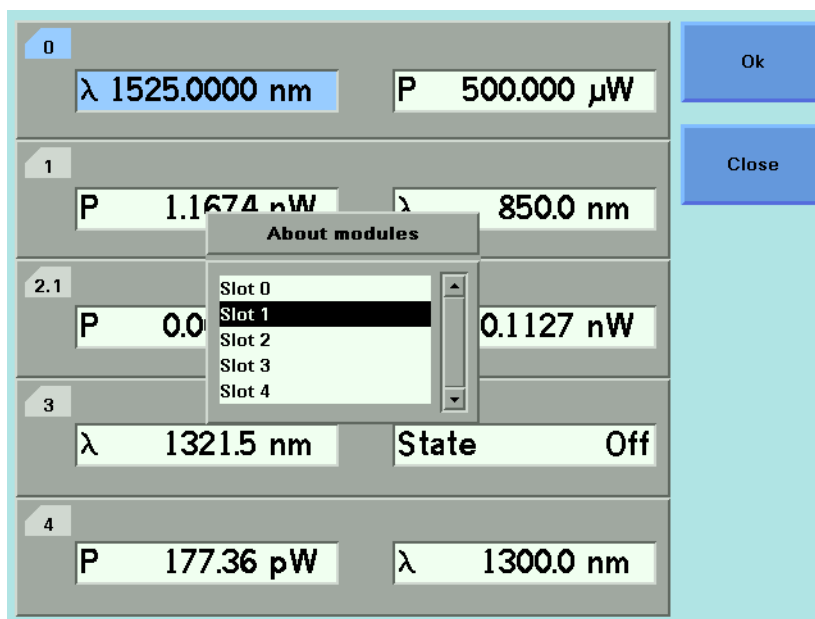 0
λ 1525.0000 nm
P 500.000 µW
Ok
1
P 1.1674 nW
λ 850.0 nm
Close
About modules
Slot 0
Slot 1
Slot 2
Slot 3
Slot 4
2.1
P
0.1127 nW
3
λ 1321.5 nm
State Off
4
P 177.36 pW
λ 1300.0 nm